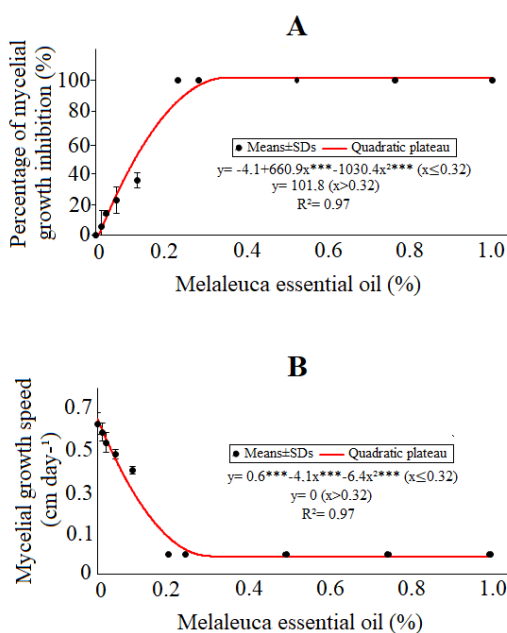 A
Percentage of mycelial
growth inhibition (%)
100
80
60
40
20
0
Means±SDs Quadratic plateau
y= -4.1+660.9x***-1030.4x²*** (x≤0.32)
y= 101.8 (x>0.32)
R²= 0.97
0 0.2 0.4 0.6 0.8 1.0
Melaleuca essential oil (%)
B
Mycelial growth speed
(cm day-¹)
0.7
0.5
0.3
0.1
Means±SDs Quadratic plateau
y= 0.6***-4.1x***-6.4x²*** (x≤0.32)
y= 0 (x>0.32)
R²= 0.97
0 0.2 0.4 0.6 0.8 1.0
Melaleuca essential oil (%)